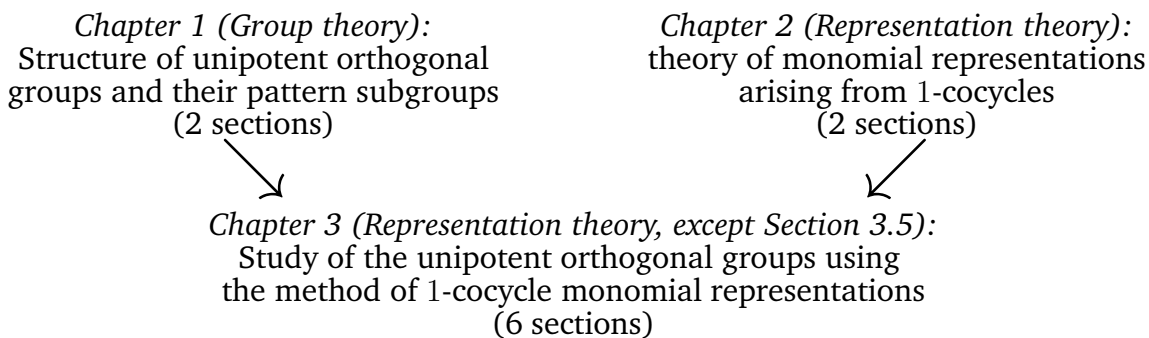 Chapter 1 (Group theory):
Structure of unipotent orthogonal
groups and their pattern subgroups
(2 sections)
Chapter 2 (Representation theory):
theory of monomial representations
arising from 1-cocycles
(2 sections)
Chapter 3 (Representation theory, except Section 3.5):
Study of the unipotent orthogonal groups using
the method of 1-cocycle monomial representations
(6 sections)